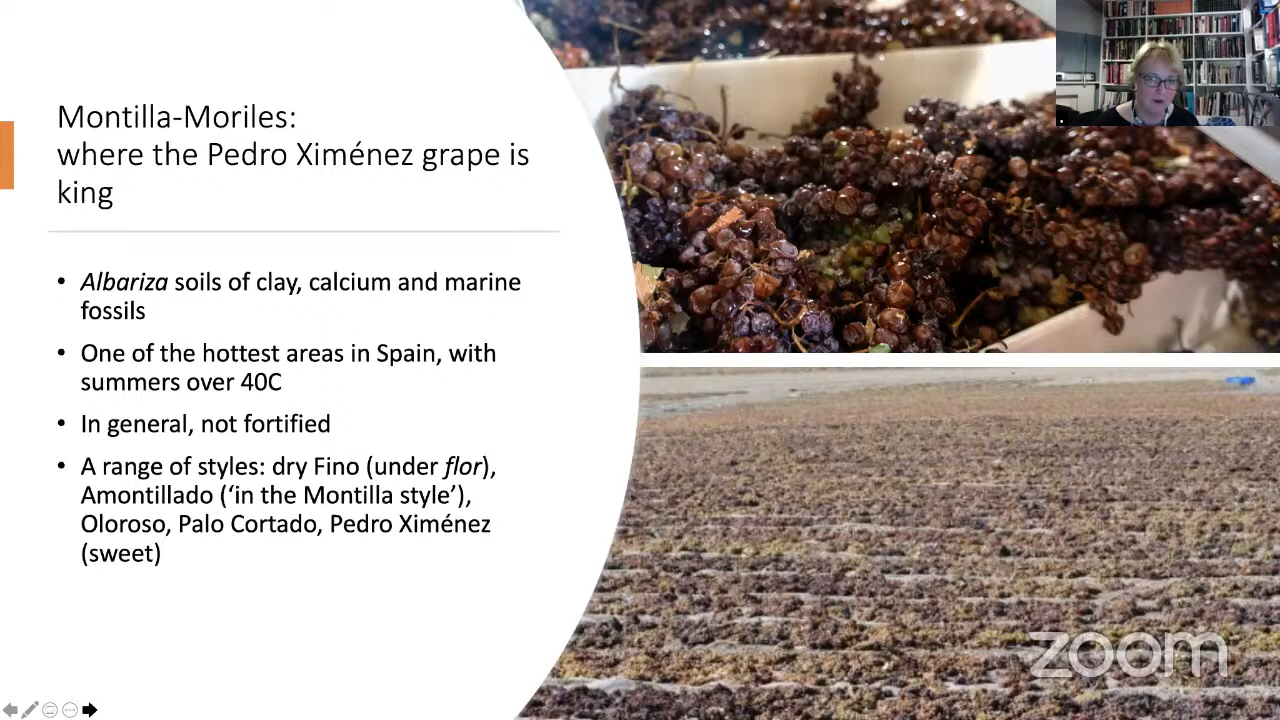 Montilla-Moriles:
where the Pedro Ximénez grape is
king
• Albariza soils of clay, calcium and marine
fossils
• One of the hottest areas in Spain, with
summers over 40C
• In general, not fortified
• A range of styles: dry Fino (under flor),
Amontillado (‘in the Montilla style’),
Oloroso, Palo Cortado, Pedro Ximénez
(sweet)
zoom